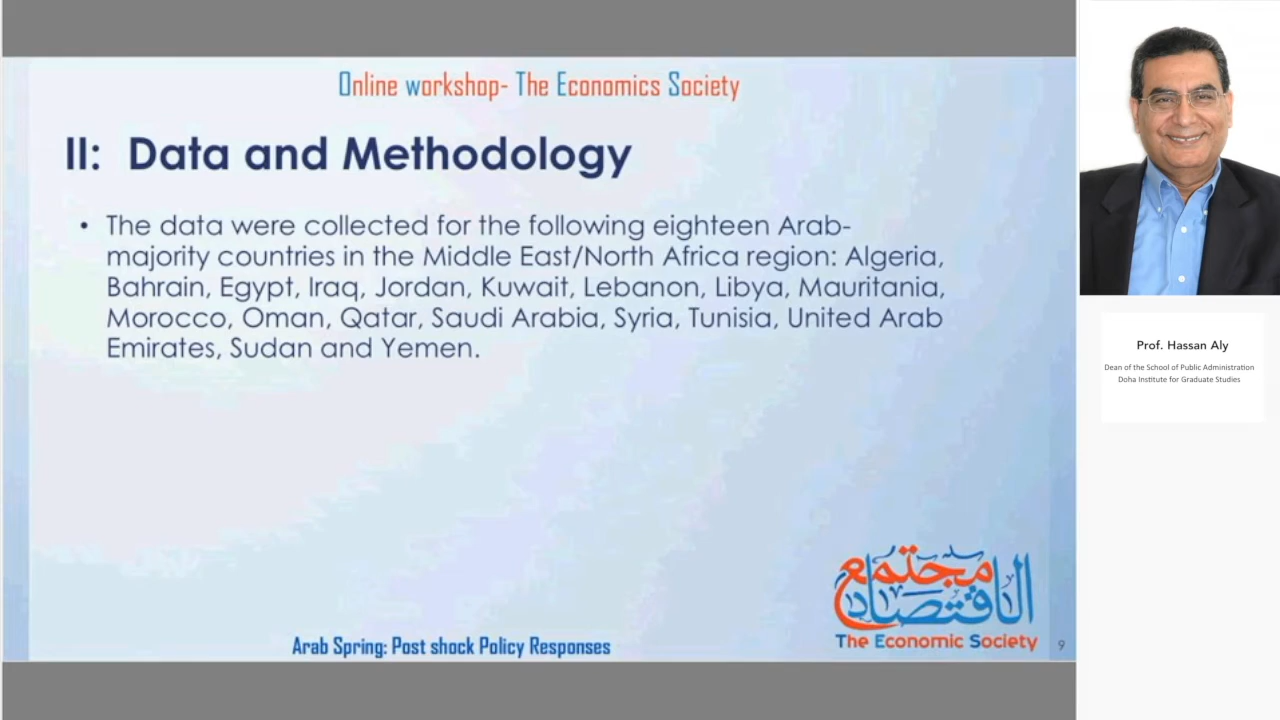 Online workshop- The Economics Society
II: Data and Methodology
• The data were collected for the following eighteen Arab-
majority countries in the Middle East/North Africa region: Algeria,
Bahrain, Egypt, Iraq, Jordan, Kuwait, Lebanon, Libya, Mauritania,
Morocco, Oman, Qatar, Saudi Arabia, Syria, Tunisia, United Arab
Emirates, Sudan and Yemen.
مجتمع
الاقتصاد
The Economic Society
Arab Spring: Post shock Policy Responses
9
Prof. Hassan Aly
Dean of the School of Public Administration
Doha Institute for Graduate Studies